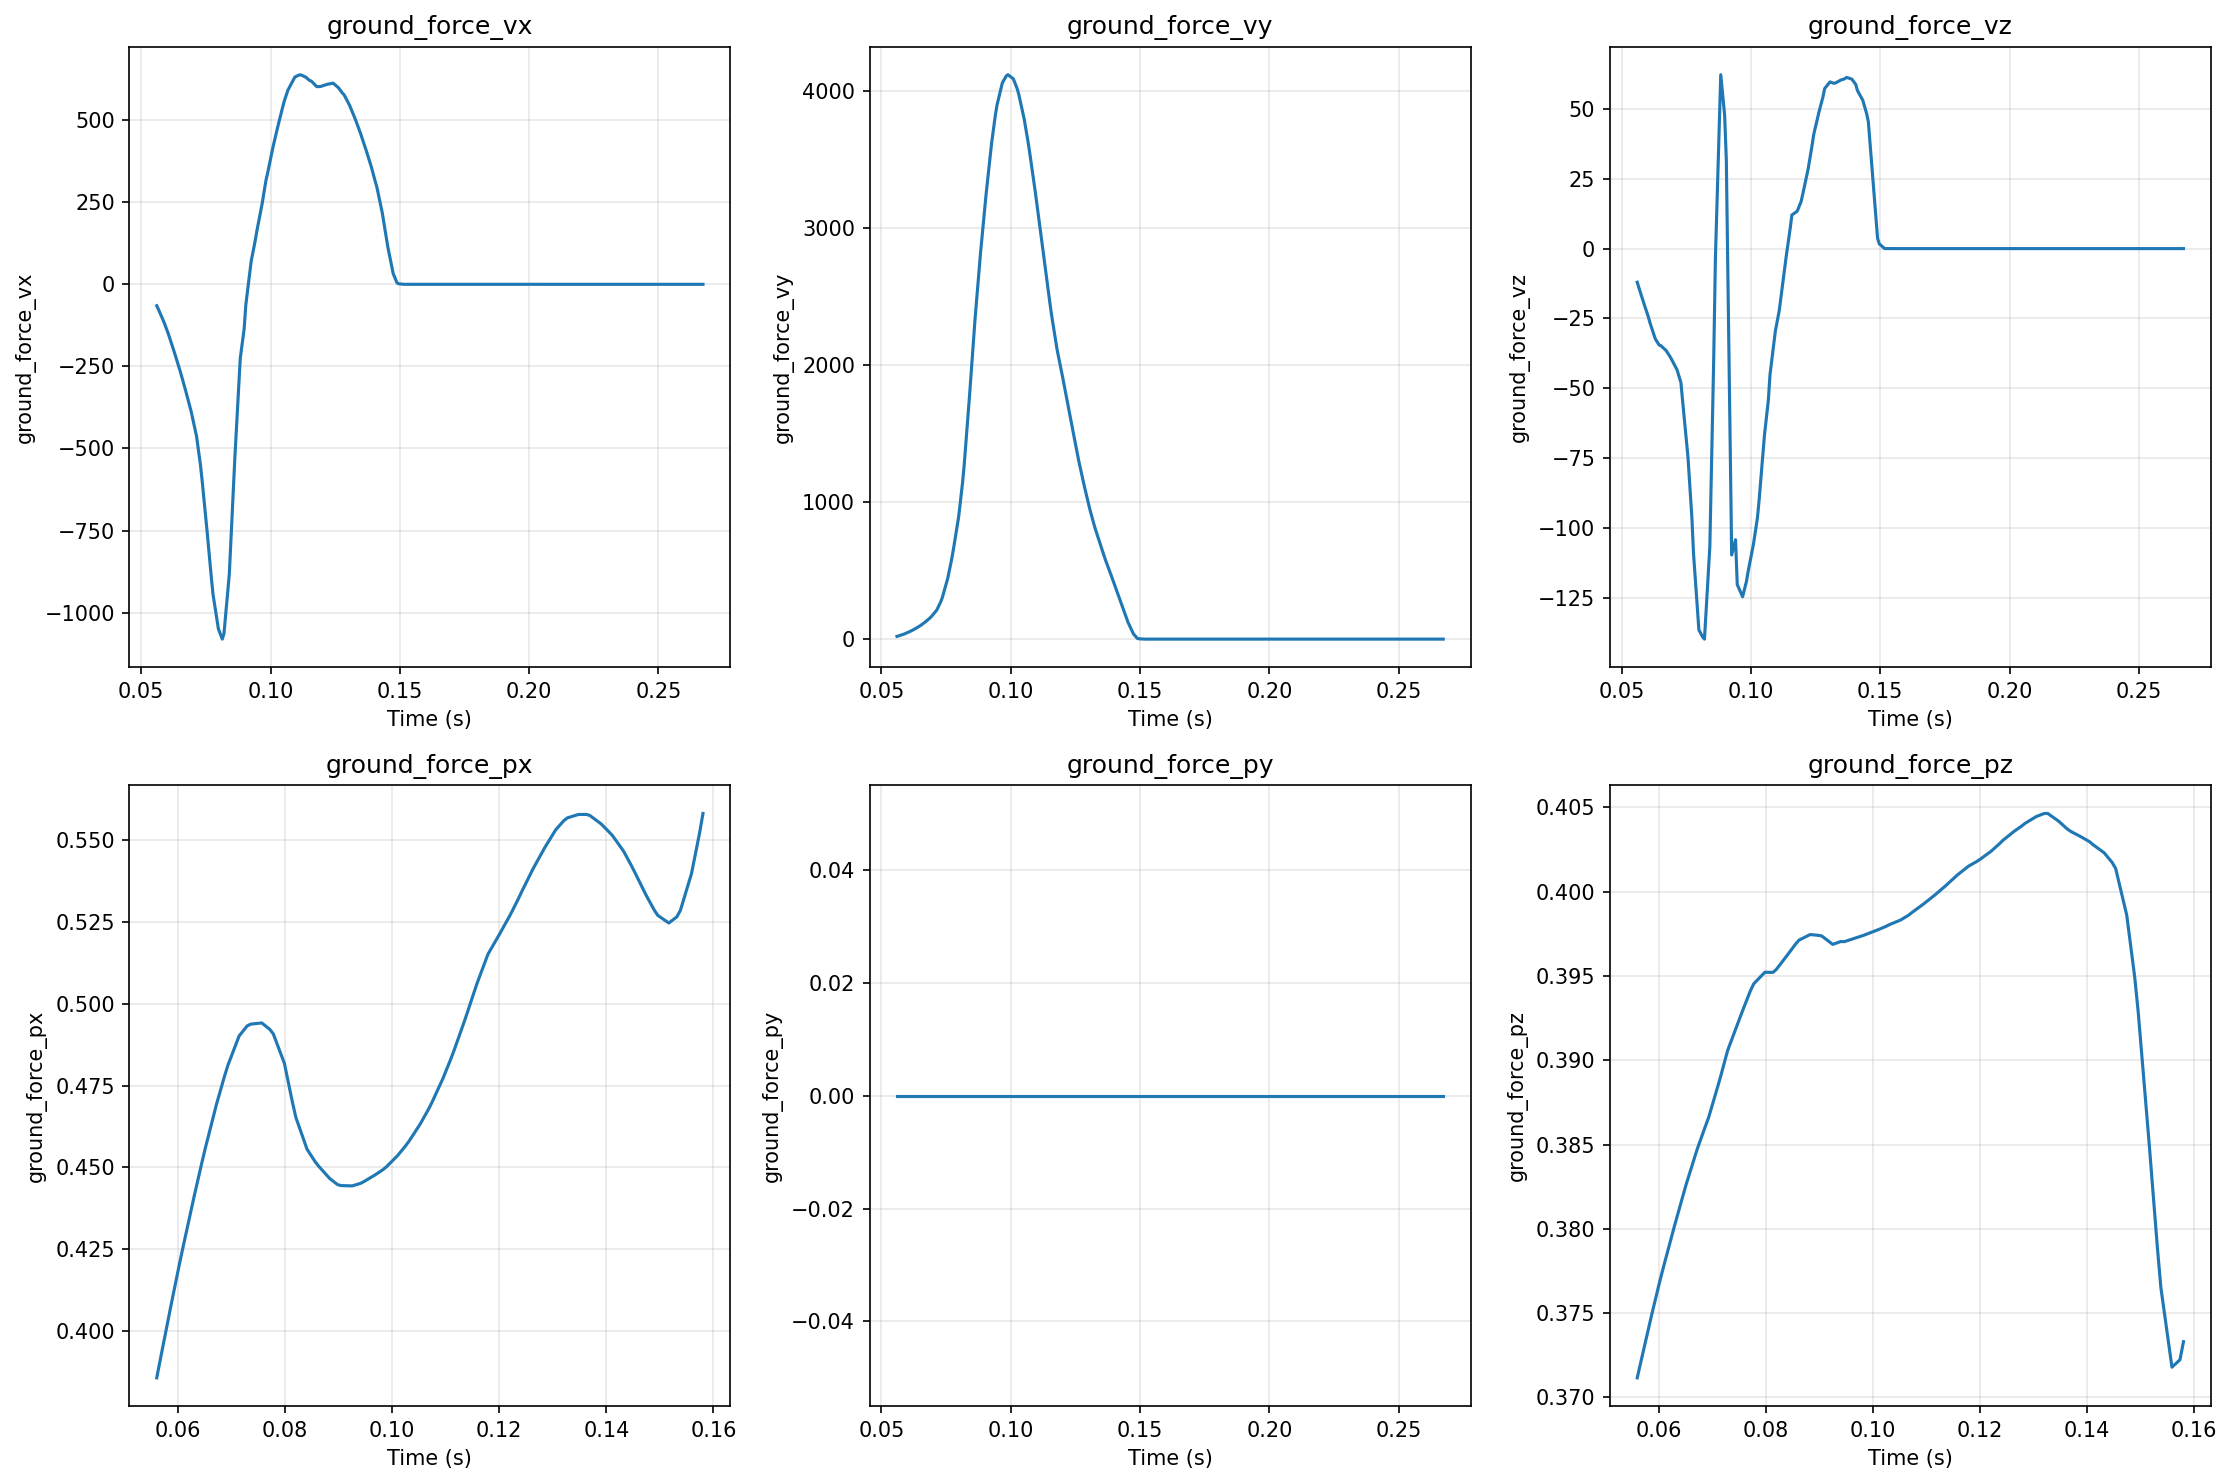 ground_force_vx
ground_force_vy
ground_force_vz
500
250
0
−250
−500
−750
−1000
ground_force_vx
0.05 0.10 0.15 0.20 0.25
Time (s)
4000
3000
2000
1000
0
ground_force_vy
0.05 0.10 0.15 0.20 0.25
Time (s)
50
25
0
−25
−50
−75
−100
−125
ground_force_vz
0.05 0.10 0.15 0.20 0.25
Time (s)
ground_force_px
ground_force_py
ground_force_pz
0.550
0.525
0.500
0.475
0.450
0.425
0.400
ground_force_px
0.06 0.08 0.10 0.12 0.14 0.16
Time (s)
0.04
0.02
0.00
−0.02
−0.04
ground_force_py
0.05 0.10 0.15 0.20 0.25
Time (s)
0.405
0.400
0.395
0.390
0.385
0.380
0.375
0.370
ground_force_pz
0.06 0.08 0.10 0.12 0.14 0.16
Time (s)